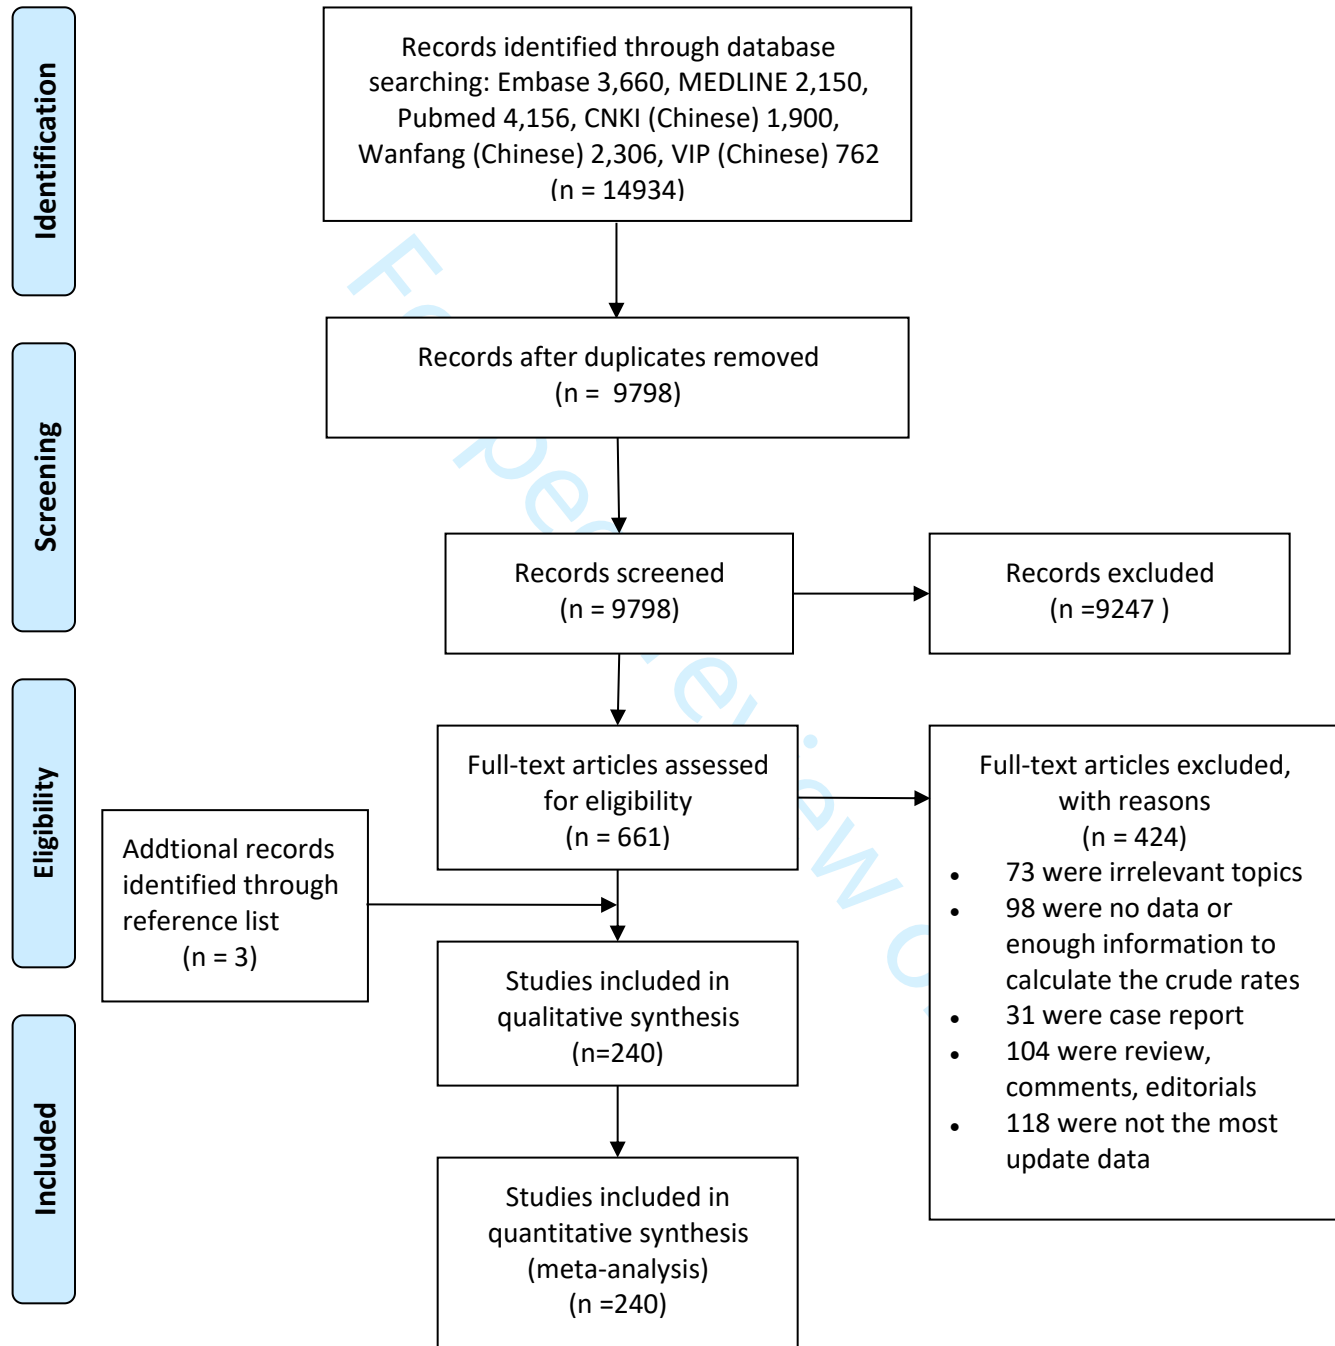 Identification
Records identified through database
searching: Embase 3,660, MEDLINE 2,150,
Pubmed 4,156, CNKI (Chinese) 1,900,
Wanfang (Chinese) 2,306, VIP (Chinese) 762
(n = 14934)
Screening
Records after duplicates removed
(n =  9798)
Records screened
(n = 9798)
Records excluded
(n =9247 )
Eligibility
Full-text articles assessed
for eligibility
(n = 661)
Full-text articles excluded,
with reasons
(n = 424)
• 73 were irrelevant topics
• 98 were no data or
enough information to
calculate the crude rates
• 31 were case report
• 104 were review,
comments, editorials
• 118 were not the most
update data
Addtional records
identified through
reference list
(n = 3)
Included
Studies included in
qualitative synthesis
(n=240)
Studies included in
quantitative synthesis
(meta-analysis)
(n =240)